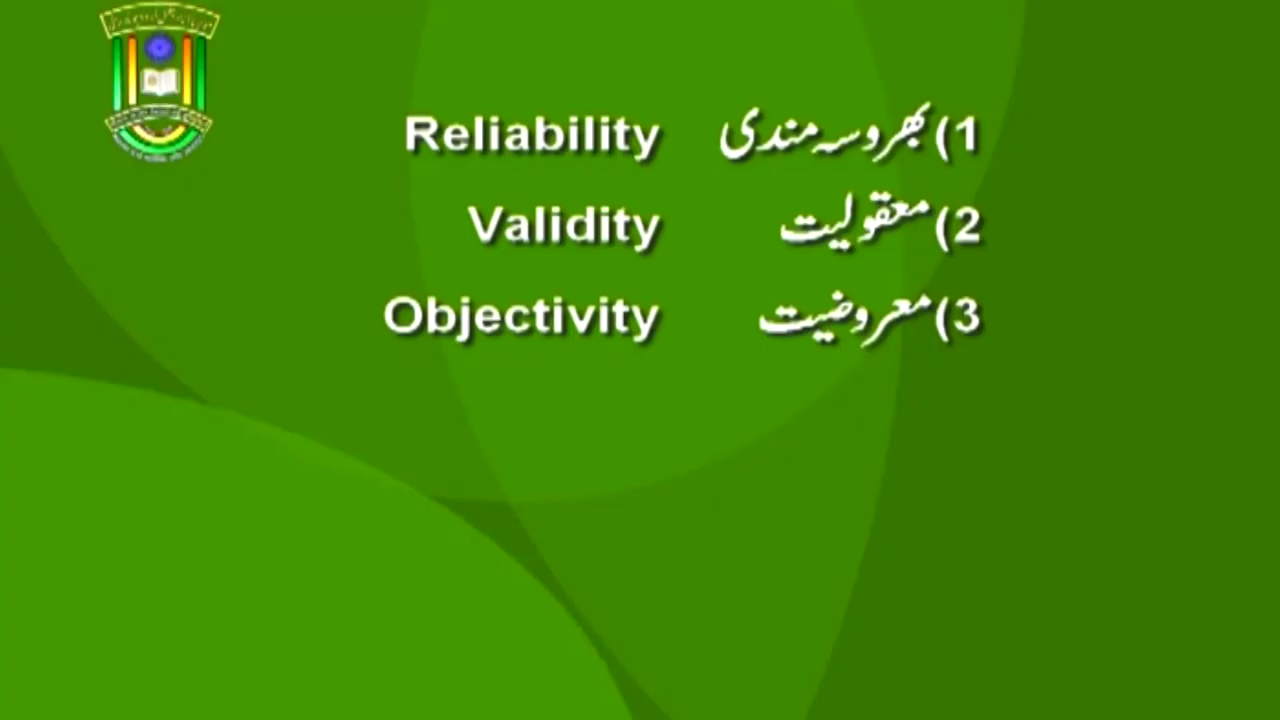 1) بھروسہ مندی Reliability
2) معقولیت Validity
3) معروضیت Objectivity